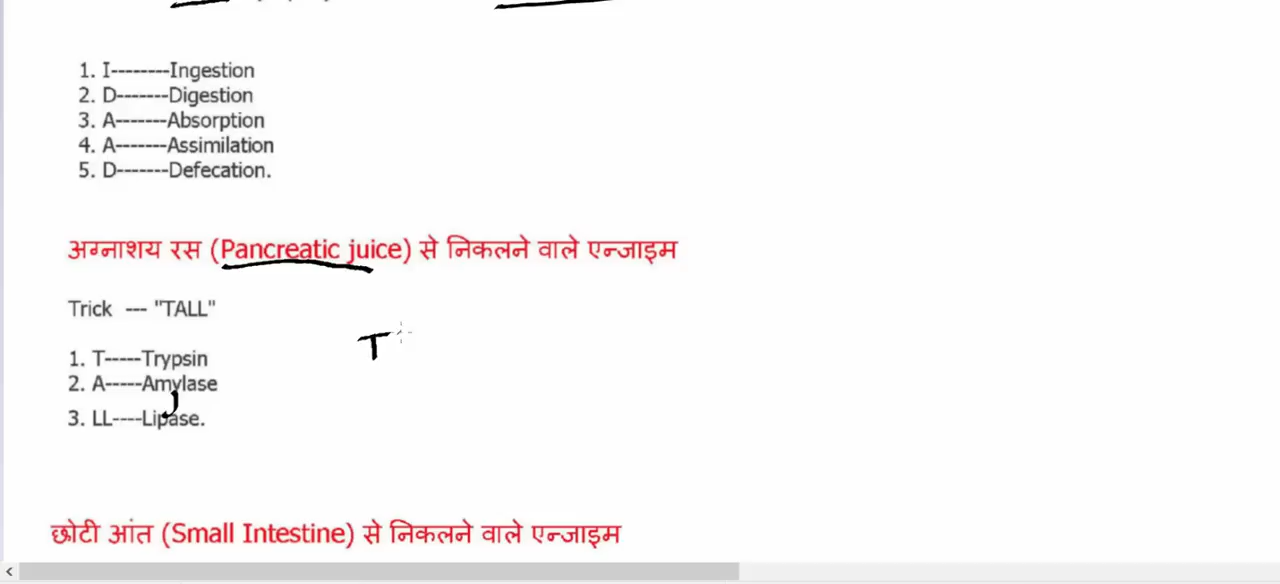 1. I--------Ingestion
2. D-------Digestion
3. A-------Absorption
4. A-------Assimilation
5. D-------Defecation.
अग्नाशय रस (Pancreatic juice) से निकलने वाले एन्जाइम
Trick --- "TALL"
T
1. T-----Trypsin
2. A-----Amylase
3. LL----Lipase.
छोटी आंत (Small Intestine) से निकलने वाले एन्जाइम